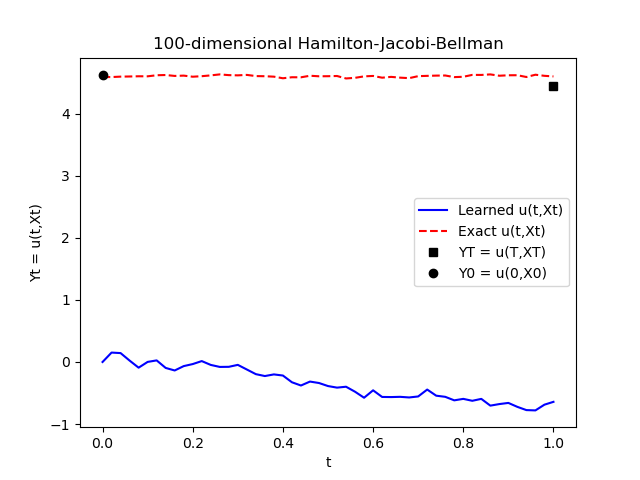 100-dimensional Hamilton-Jacobi-Bellman
Yt = u(t,Xt)
4
3
2
1
0
−1
Learned u(t,Xt)
Exact u(t,Xt)
YT = u(T,XT)
Y0 = u(0,X0)
0.0 0.2 0.4 0.6 0.8 1.0
t